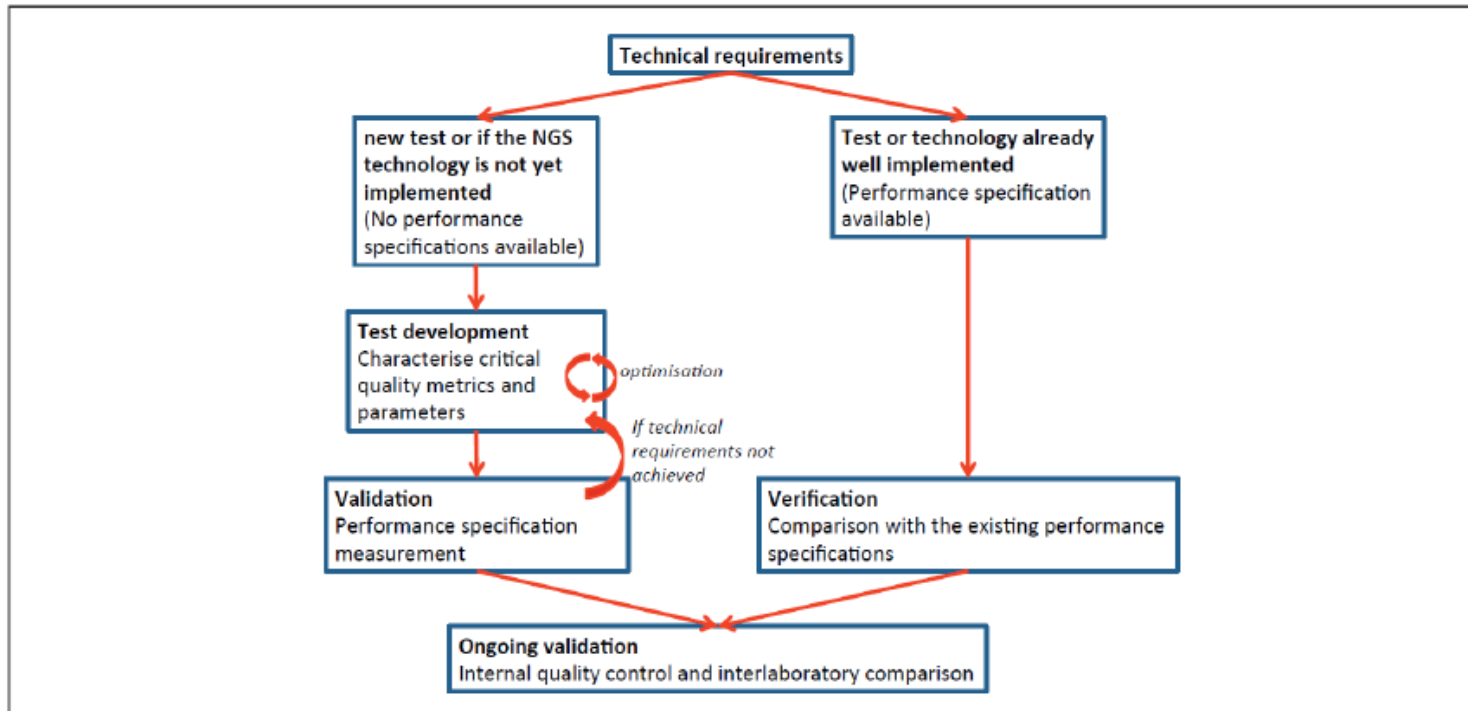 Technical requirements
new test or if the NGS
technology is not yet
implemented
(No performance
specifications available)
Test or technology already
well implemented
(Performance specification
available)
Test development
Characterise critical
quality metrics and
parameters
optimisation
If technical
requirements not
achieved
Validation
Performance specification
measurement
Verification
Comparison with the existing performance
specifications
Ongoing validation
Internal quality control and interlaboratory comparison